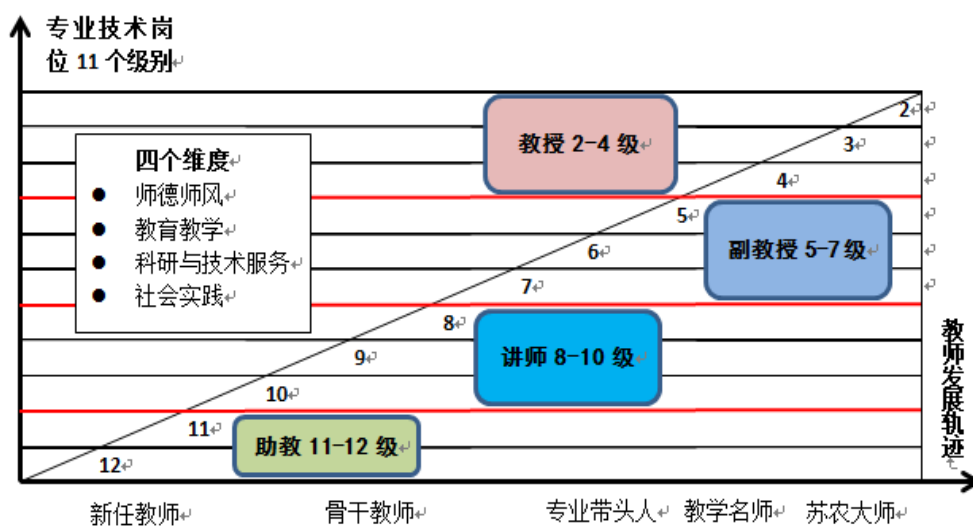 专业技术岗
位 11 个级别
四个维度
● 师德师风
● 教育教学
● 科研与技术服务
● 社会实践
教授 2-4 级
副教授 5-7 级
讲师 8-10 级
助教 11-12 级
2
3
4
5
6
7
8
9
10
11
12
教师发展轨迹
新任教师
骨干教师
专业带头人
教学名师
苏农大师